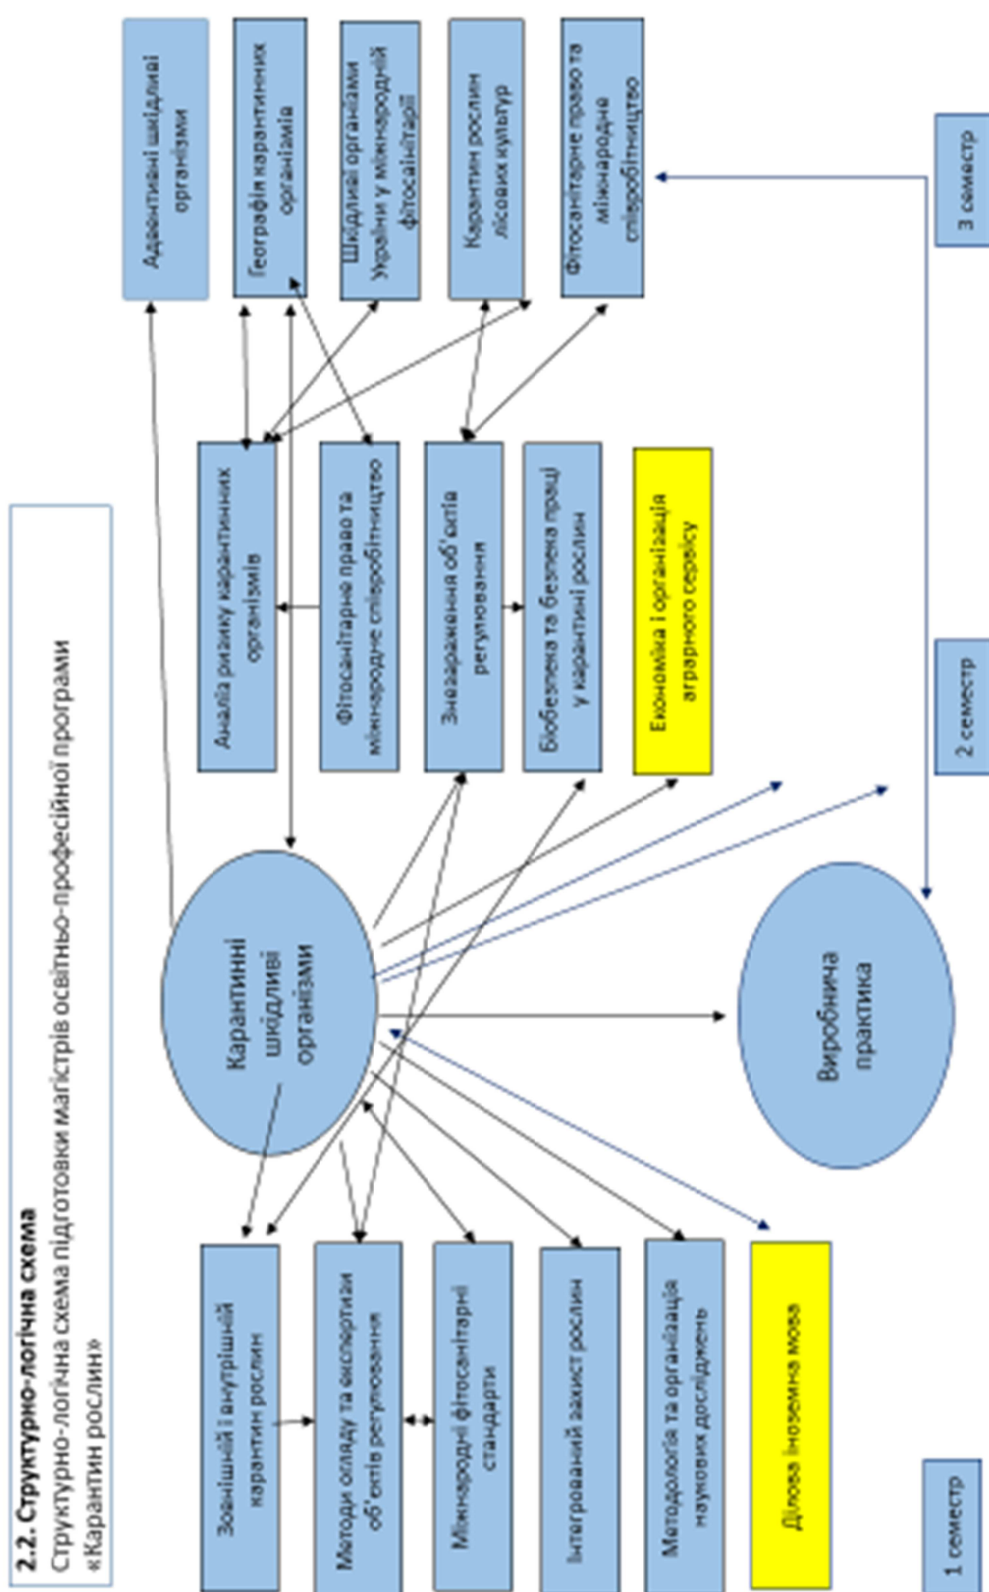 2.2. Структурно-логічна схема
Структурно-логічна схема підготовки магістрів освітньо-професійної програми
«Карантин рослин»
Зовнішній і внутрішній
карантин рослин
Методи огляду та експертизи
об'єктів регулювання
Міжнародні фітосанітарні
стандарти
Інтегрований захист рослин
Методологія та організація
наукових досліджень
Ділова іноземна мова
1 семестр
Карантинні
шкідливі
організми
Виробнича
практика
Аналіз ризику карантинних
організмів
Фітосанітарне право та
міжнародне співробітництво
Знезараження об'єктів
регулювання
Біобезпека та безпека праці
у карантині рослин
Економіка і організація
аграрного сервісу
2 семестр
Адвентивні шкідливі
організми
Географія карантинних
організмів
Шкідливі організми
України у міжнародній
фітосаінітарії
Карантин рослин
лісових культур
Фітосанітарне право та
міжнародне
співробітництво
3 семестр